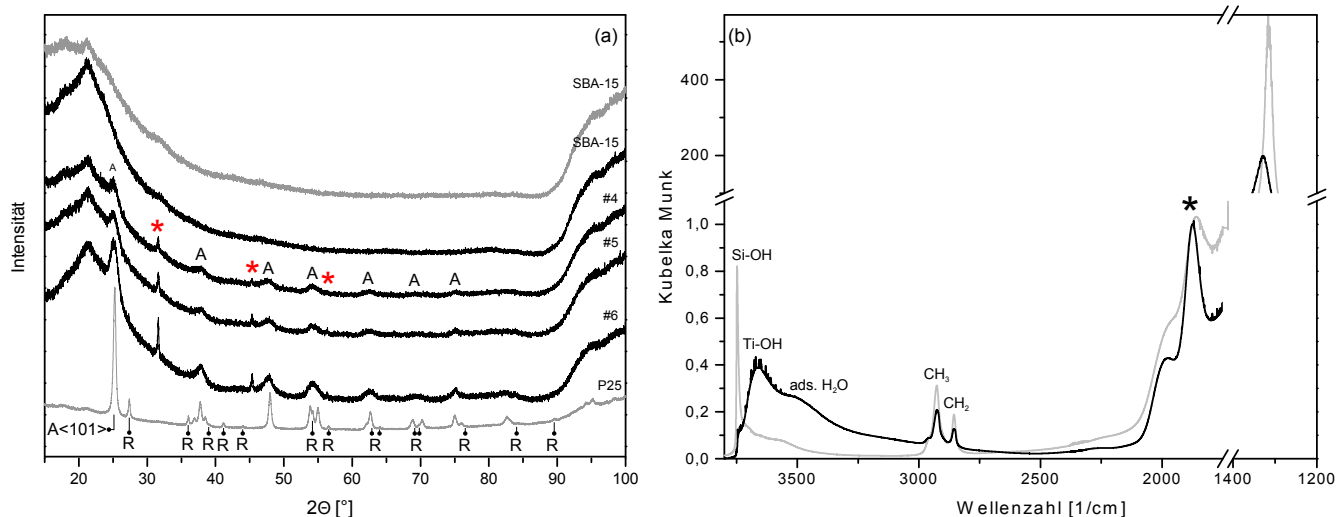 (a)
SBA-15
SBA-15
A
#4
*
#5
A
*
A
A
*
A
A
A
#6
P25
A<101>
R
R
R
R
R
R
R
R
R
R
R
R
20
30
40
50
60
70
80
90
100
2Θ [°]
Intensität
(b)
400
200
*
1,0
0,8
0,6
0,4
0,2
0,0
Si-OH
Ti-OH
ads. H₂O
CH₃
CH₂
3500
3000
2500
2000
1400
1200
Wellenzahl [1/cm]
Kubelka Munk